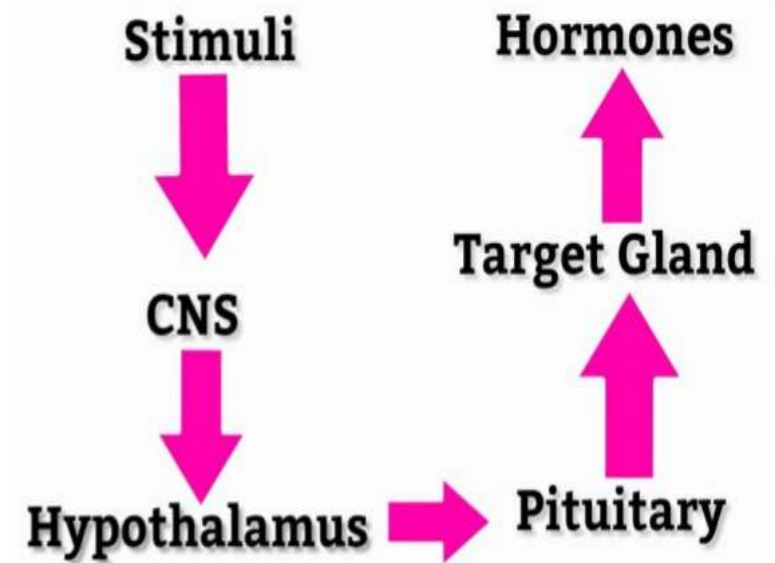 Stimuli
CNS
Hypothalamus
Pituitary
Target Gland
Hormones